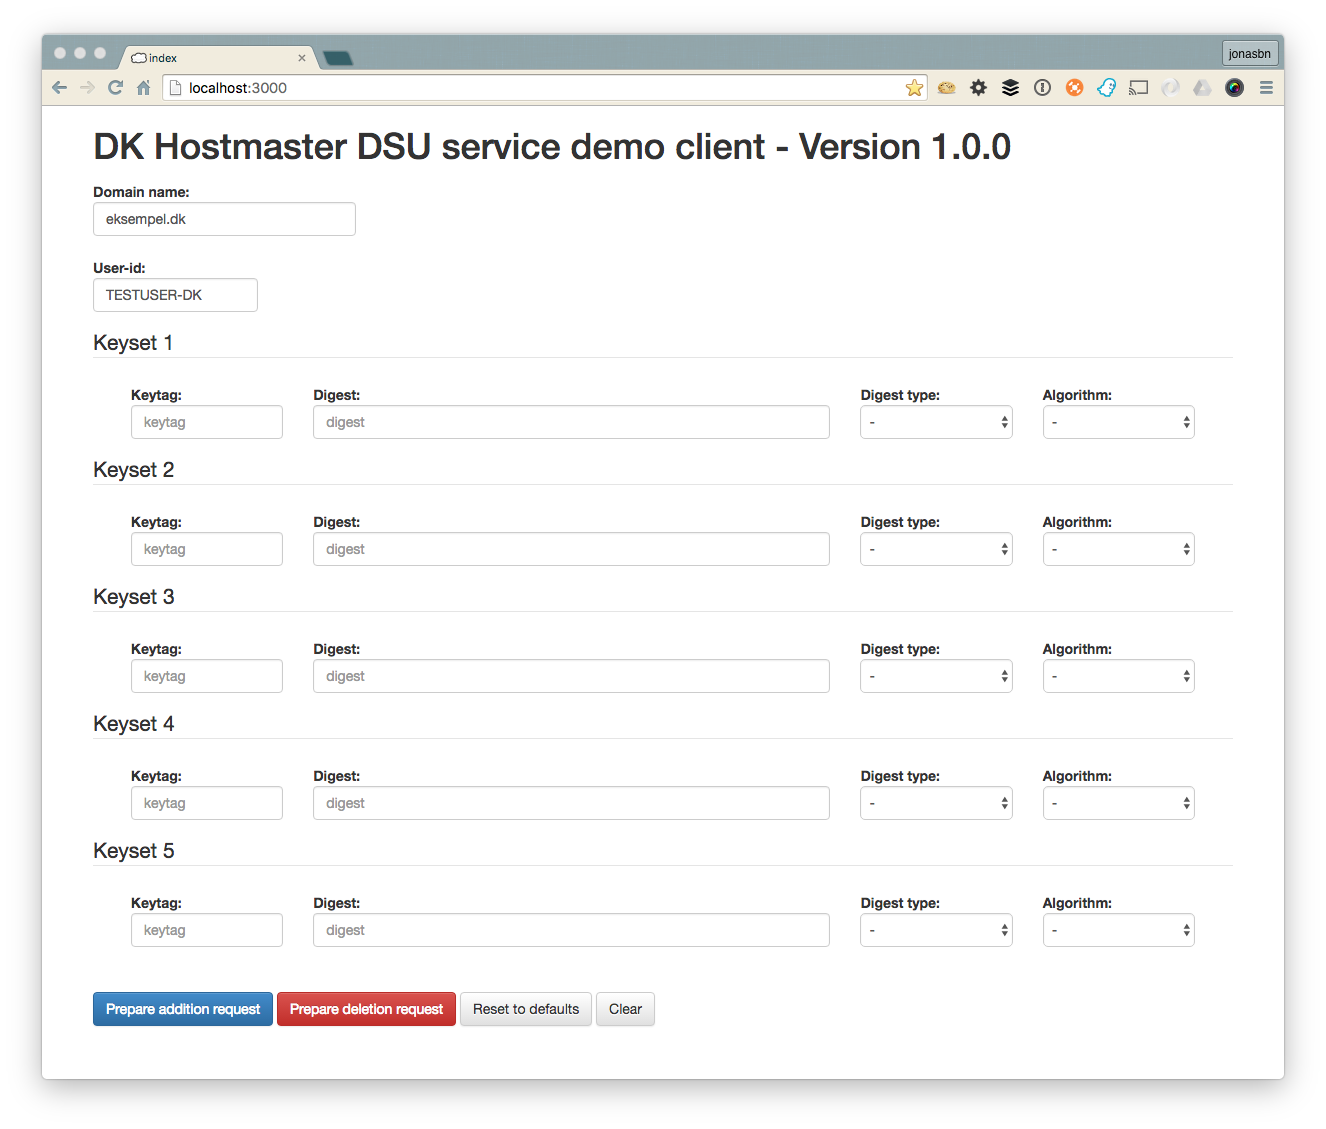 index
jonasbn
localhost:3000
DK Hostmaster DSU service demo client - Version 1.0.0
Domain name:
eksempel.dk
User-id:
TESTUSER-DK
Keyset 1
Keytag: Digest: Digest type: Algorithm:
keytag digest - -
Keyset 2
Keytag: Digest: Digest type: Algorithm:
keytag digest - -
Keyset 3
Keytag: Digest: Digest type: Algorithm:
keytag digest - -
Keyset 4
Keytag: Digest: Digest type: Algorithm:
keytag digest - -
Keyset 5
Keytag: Digest: Digest type: Algorithm:
keytag digest - -
Prepare addition request Prepare deletion request Reset to defaults Clear